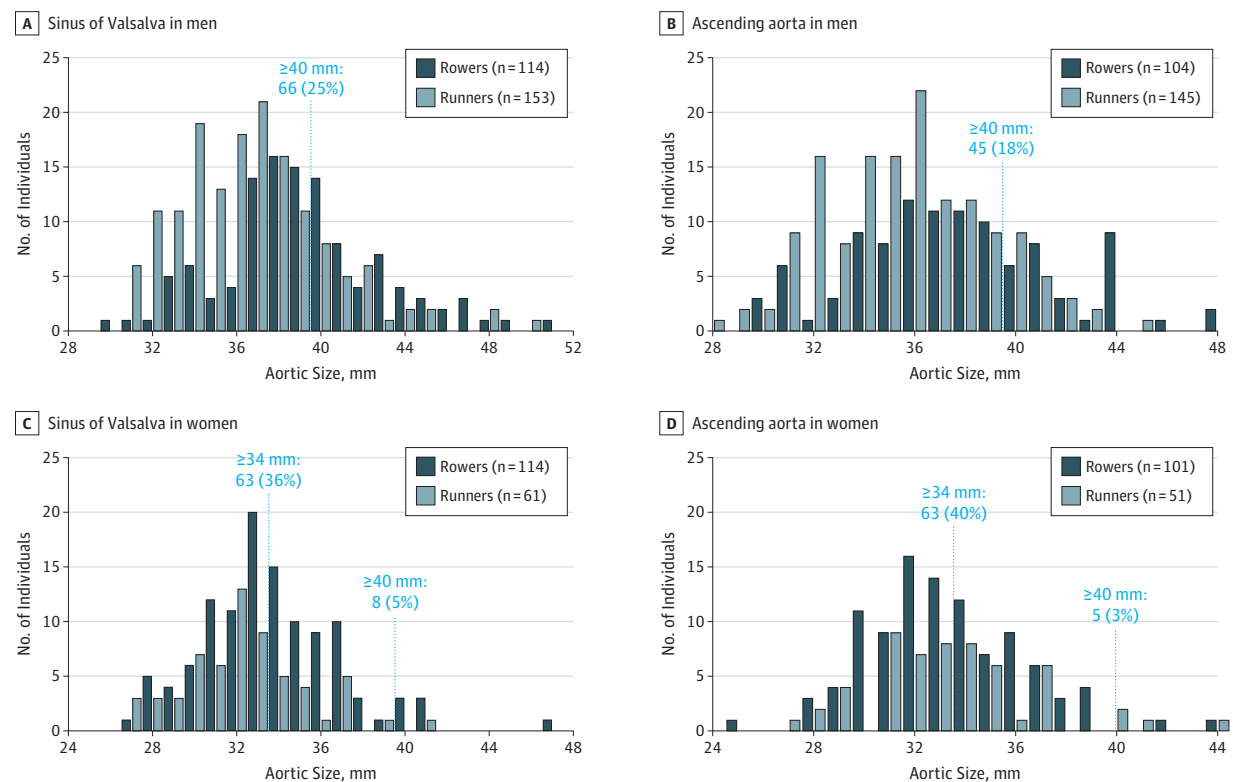 A Sinus of Valsalva in men
25
20
15
10
5
0
No. of Individuals
≥40 mm:
66 (25%)
Rowers (n=114)
Runners (n=153)
28 32 36 40 44 48 52
Aortic Size, mm
B Ascending aorta in men
25
20
15
10
5
0
No. of Individuals
≥40 mm:
45 (18%)
Rowers (n=104)
Runners (n=145)
28 32 36 40 44 48
Aortic Size, mm
C Sinus of Valsalva in women
25
20
15
10
5
0
No. of Individuals
≥34 mm:
63 (36%)
≥40 mm:
8 (5%)
Rowers (n=114)
Runners (n=61)
24 28 32 36 40 44 48
Aortic Size, mm
D Ascending aorta in women
25
20
15
10
5
0
No. of Individuals
≥34 mm:
63 (40%)
≥40 mm:
5 (3%)
Rowers (n=101)
Runners (n=51)
24 28 32 36 40 44
Aortic Size, mm